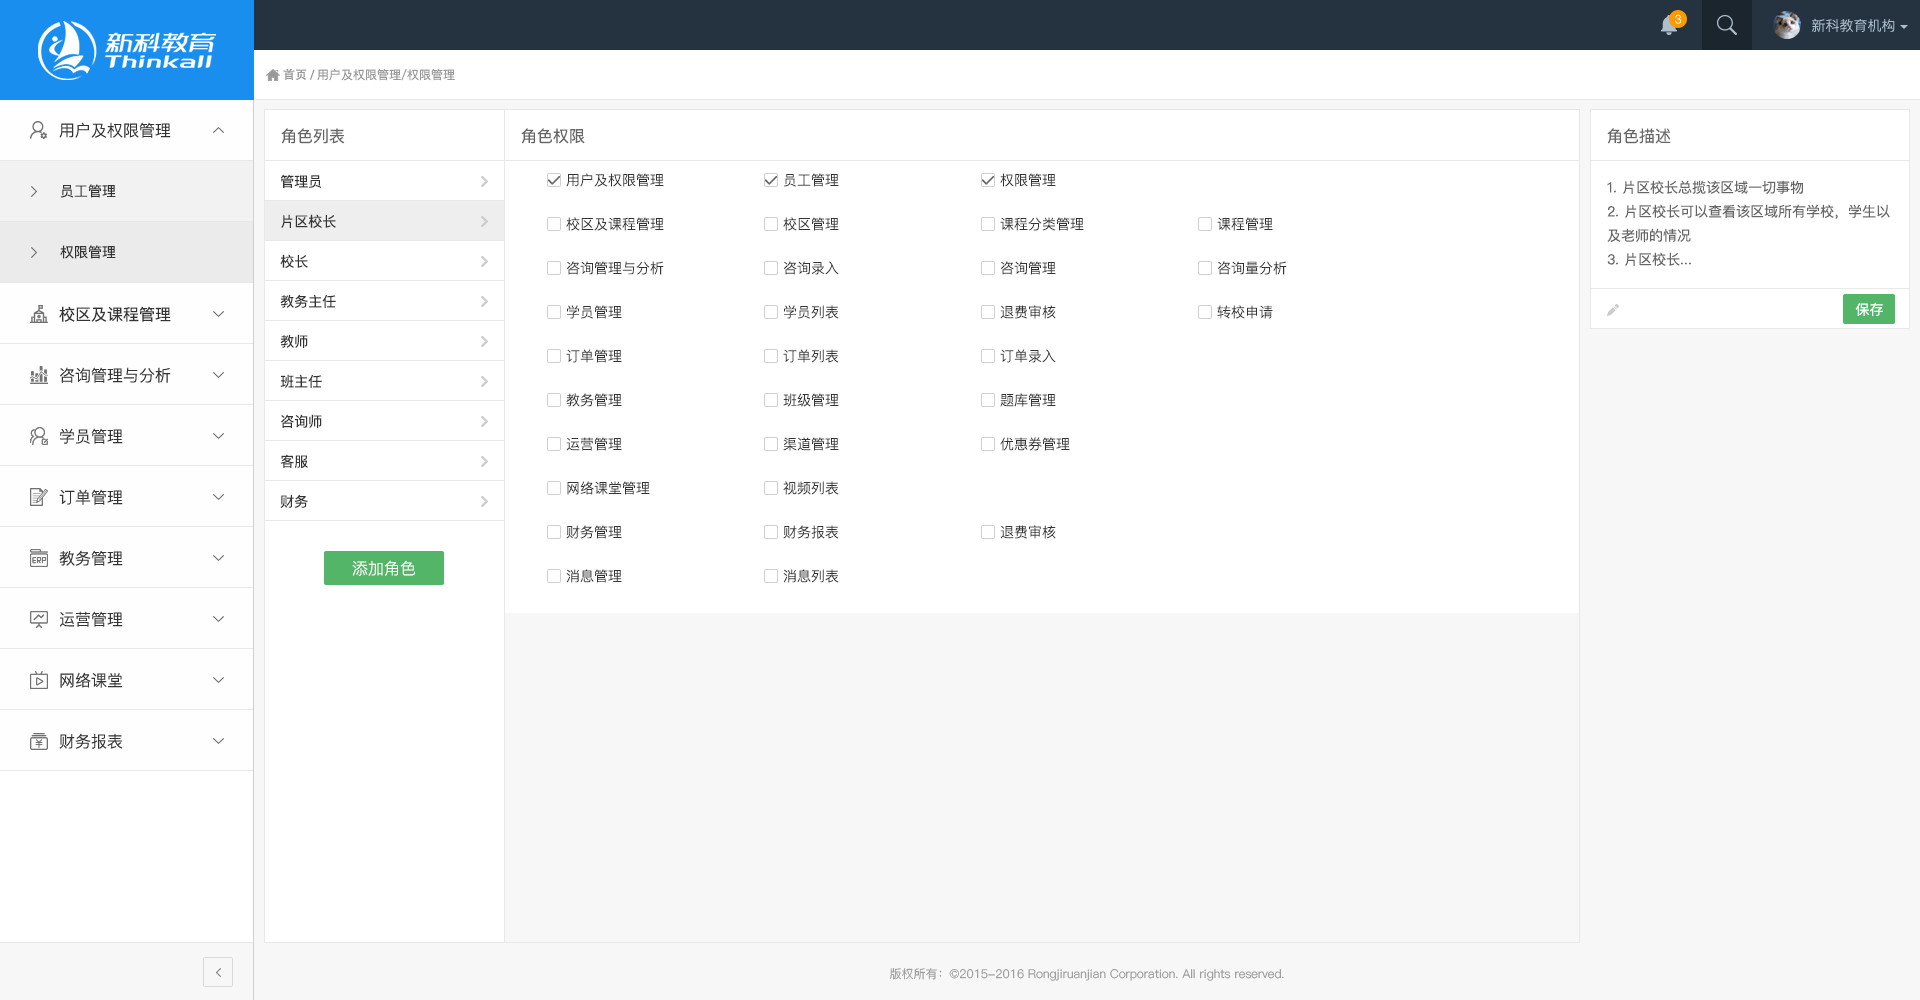 新科教育
Thinkall
3
新科教育机构
首页 / 用户及权限管理/权限管理
用户及权限管理
员工管理
权限管理
校区及课程管理
咨询管理与分析
学员管理
订单管理
ERP
教务管理
运营管理
网络课堂
财务报表
角色列表
管理员
片区校长
校长
教务主任
教师
班主任
咨询师
客服
财务
添加角色
角色权限
用户及权限管理 员工管理 权限管理
校区及课程管理 校区管理 课程分类管理 课程管理
咨询管理与分析 咨询录入 咨询管理 咨询量分析
学员管理 学员列表 退费审核 转校申请
订单管理 订单列表 订单录入
教务管理 班级管理 题库管理
运营管理 渠道管理 优惠券管理
网络课堂管理 视频列表
财务管理 财务报表 退费审核
消息管理 消息列表
角色描述
1. 片区校长总揽该区域一切事物
2. 片区校长可以查看该区域所有学校，学生以
及老师的情况
3. 片区校长...
保存
版权所有：©2015-2016 Rongjiruanjian Corporation. All rights reserved.